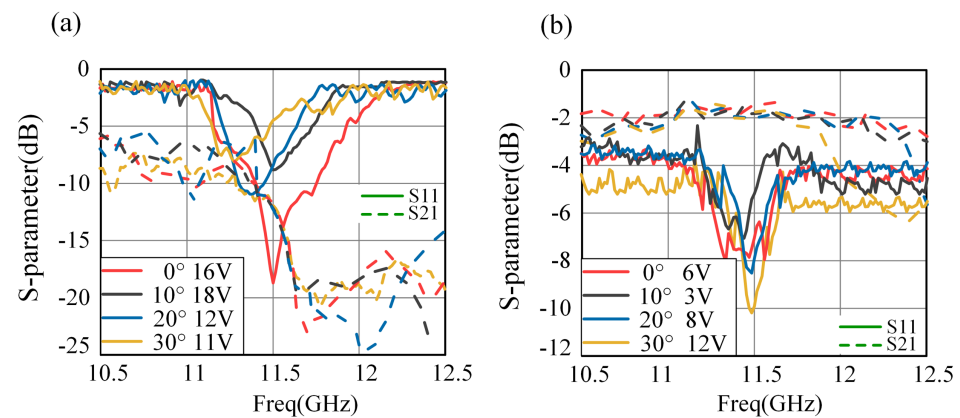 (a)
S-parameter(dB)
0
-5
-10
-15
-20
-25
S11
S21
0° 16V
10° 18V
20° 12V
30° 11V
10.5 11 11.5 12 12.5
Freq(GHz)
(b)
S-parameter(dB)
0
-2
-4
-6
-8
-10
-12
0° 6V
10° 3V
20° 8V
30° 12V
S11
S21
10.5 11 11.5 12 12.5
Freq(GHz)